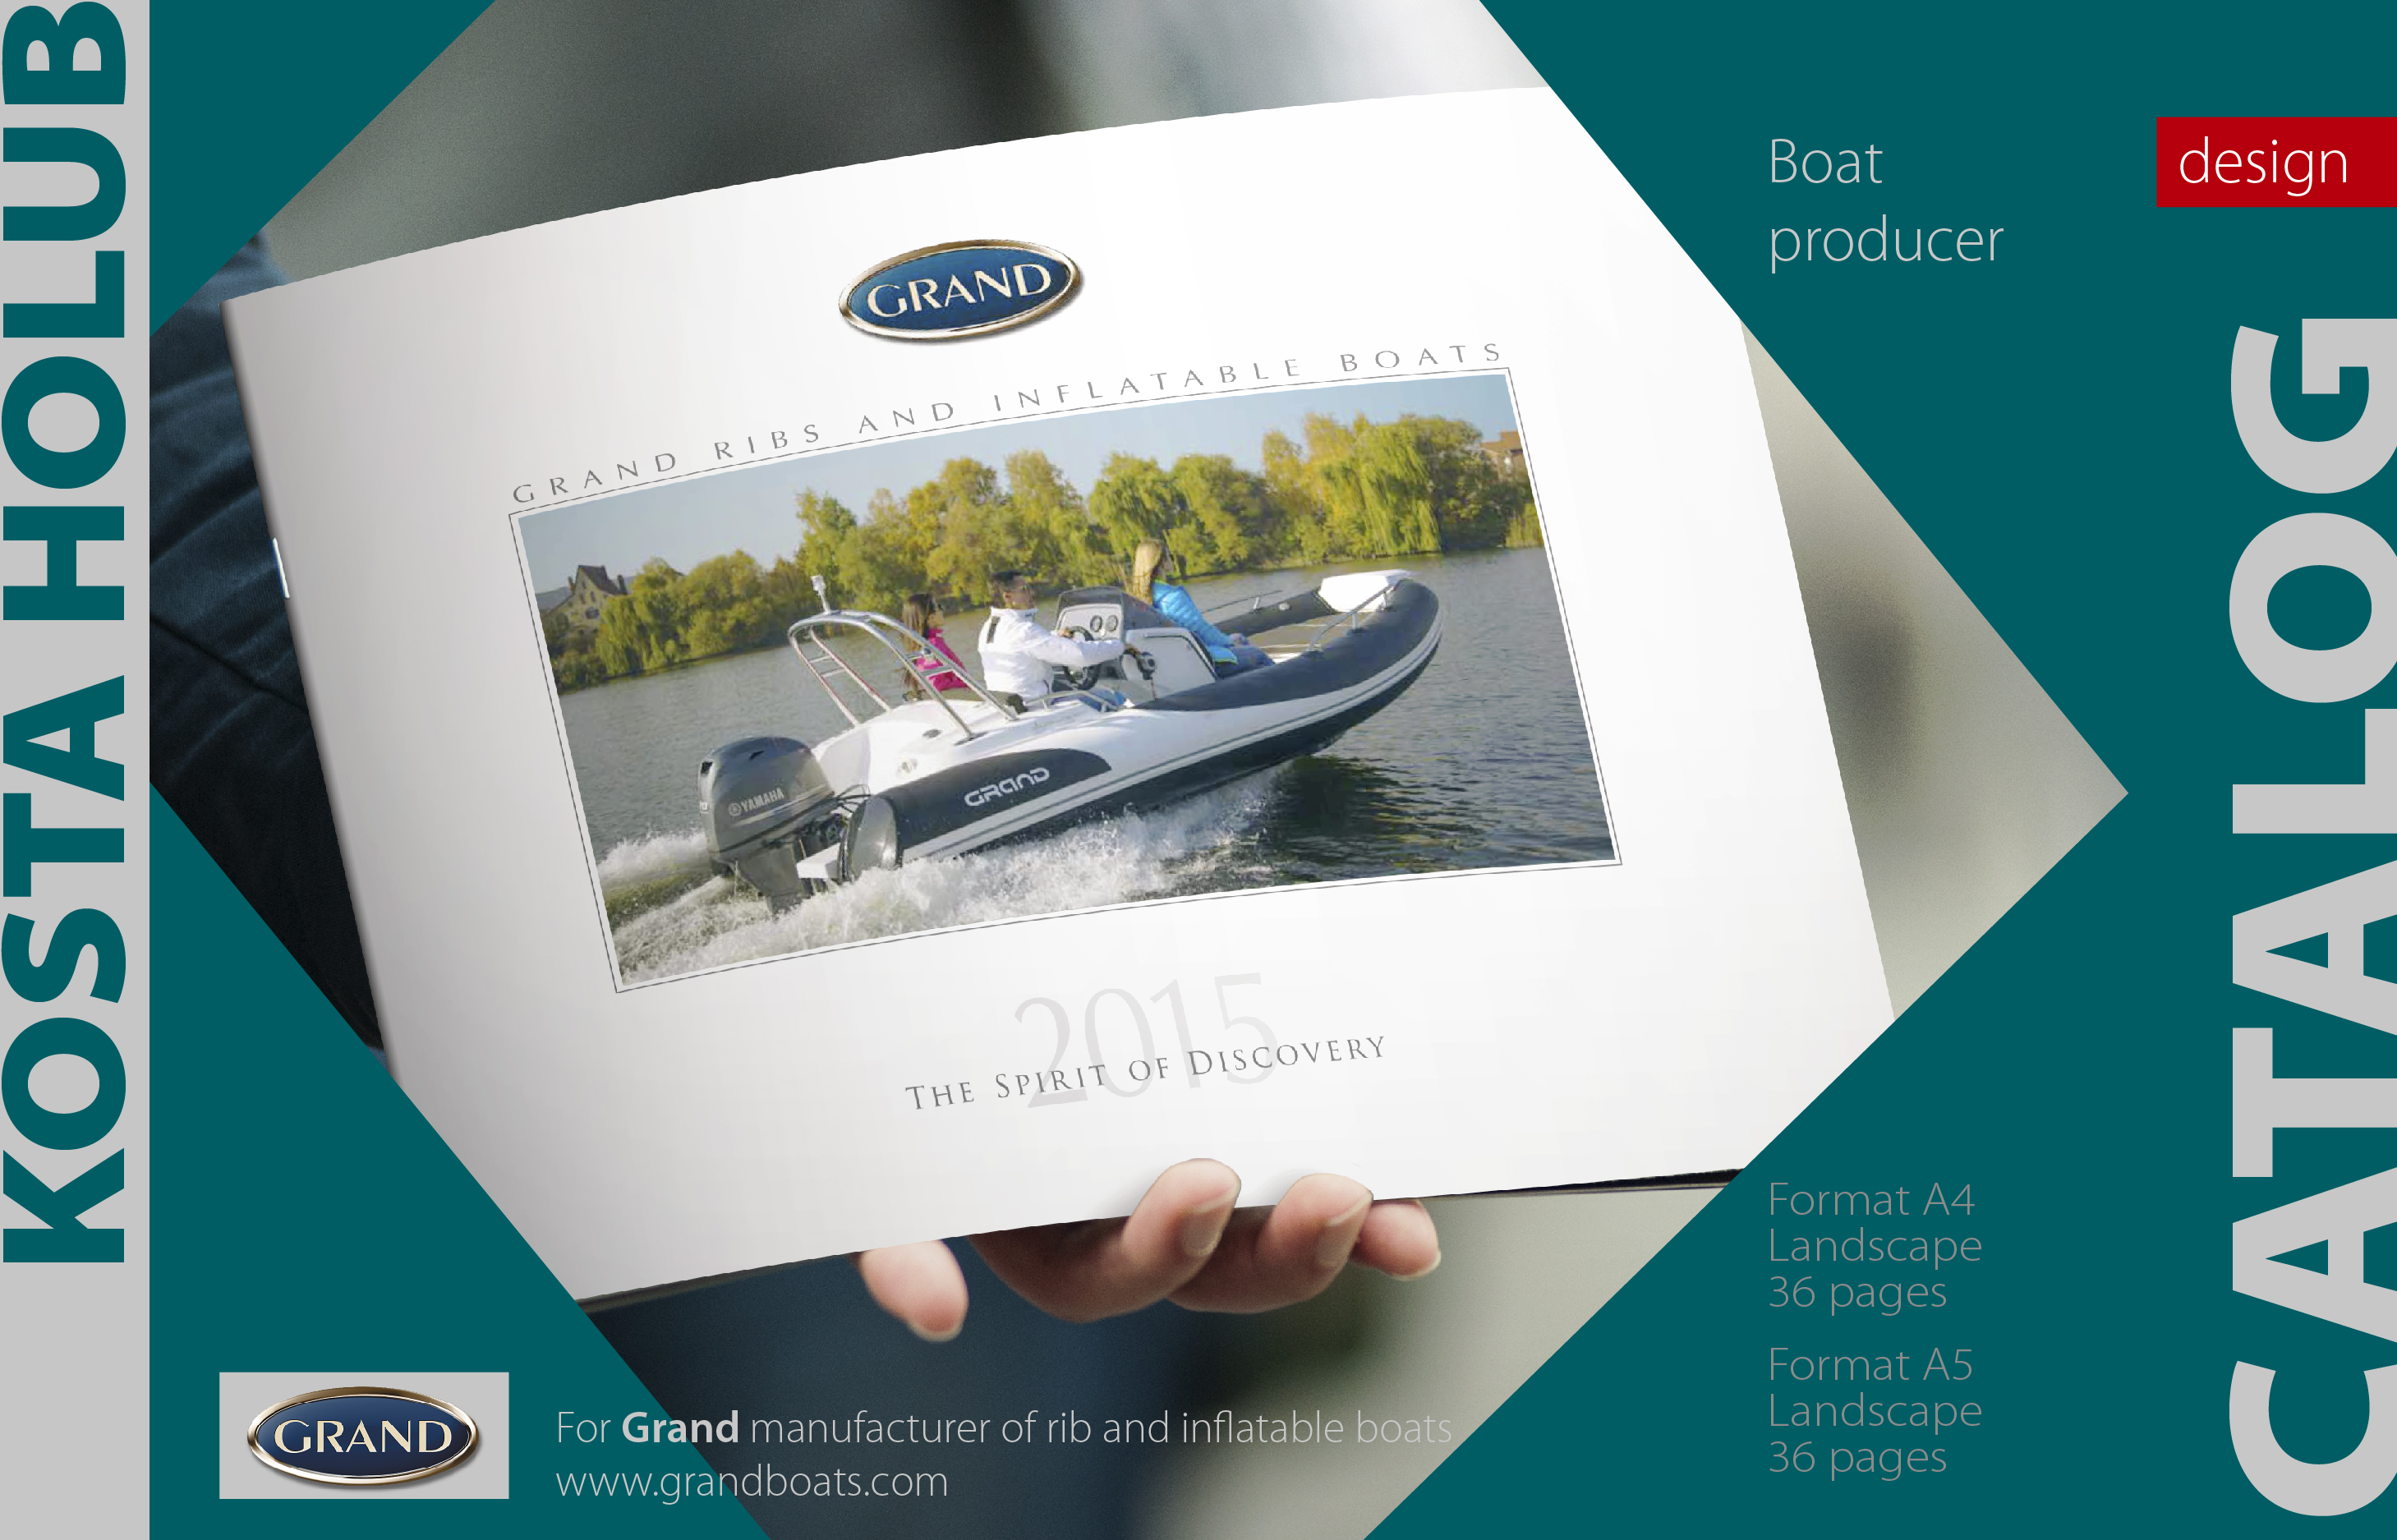 KOSTA HOLUB
Boat
producer
design
CATALOG
GRAND
GRAND RIBS AND INFLATABLE BOATS
YAMAHA
GRAND
2015
THE SPIRIT OF DISCOVERY
Format A4
Landscape
36 pages
Format A5
Landscape
36 pages
GRAND
For Grand manufacturer of rib and inflatable boats
www.grandboats.com